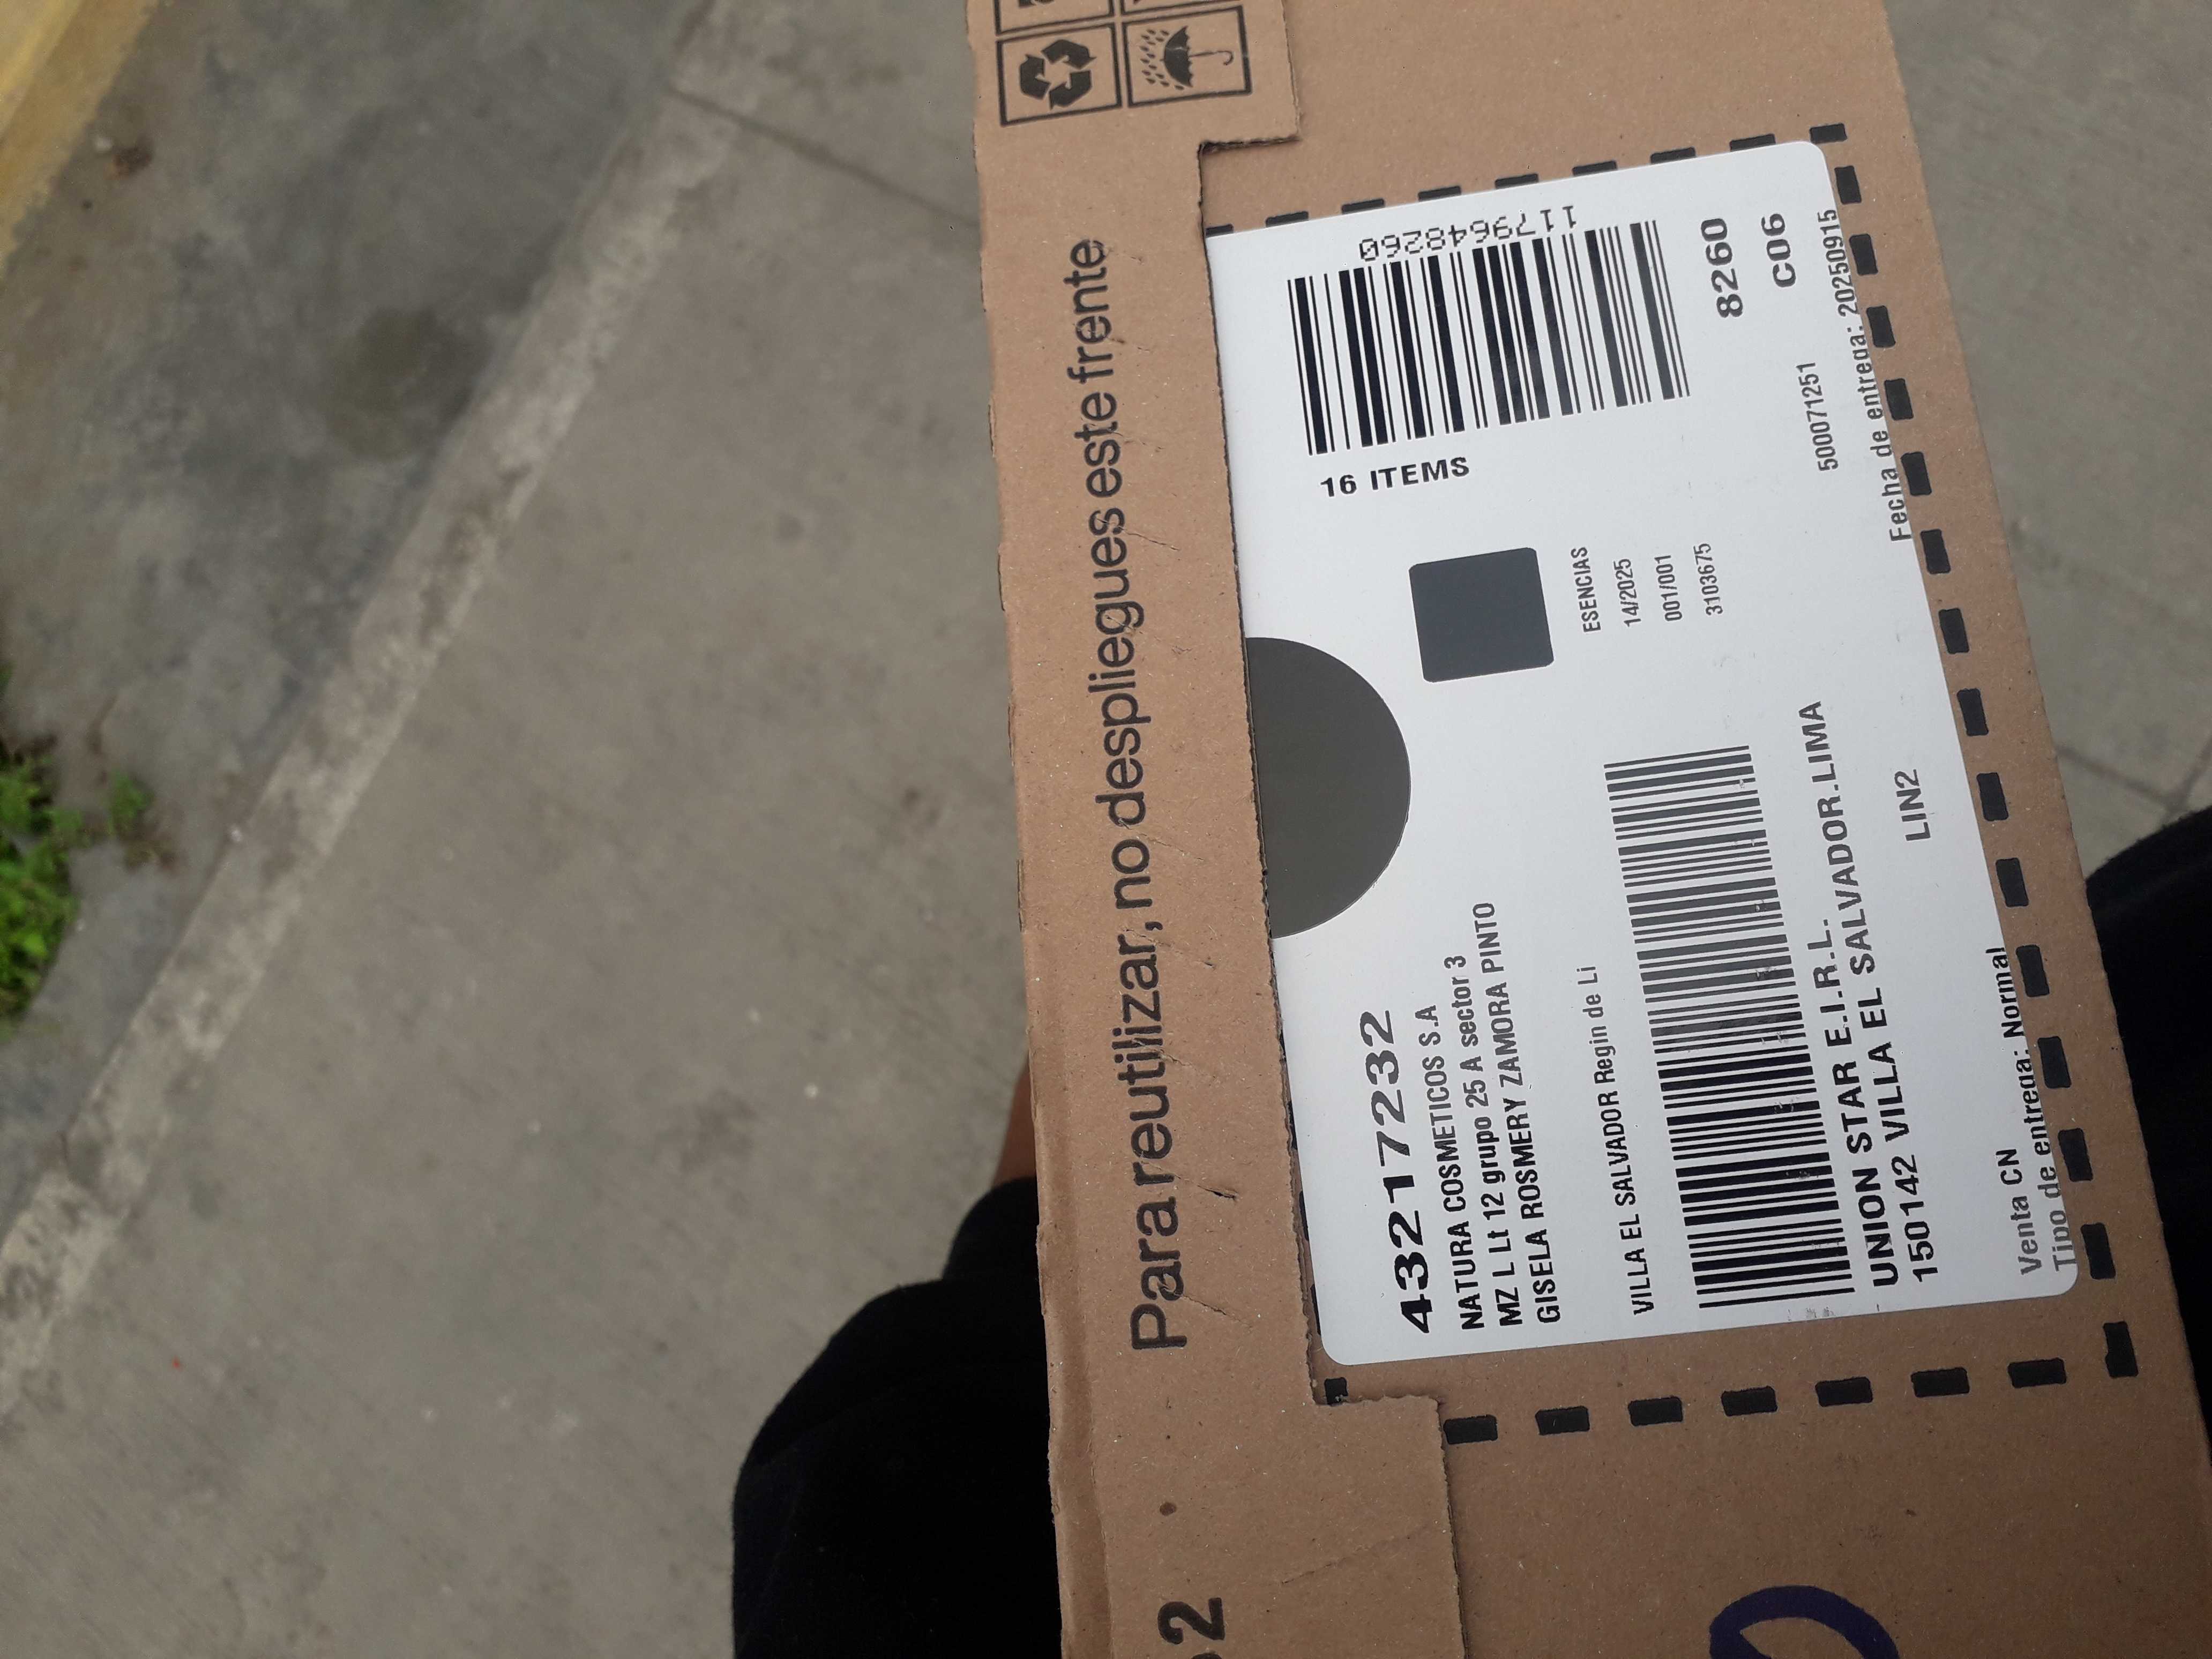 Para reutilizar, no despliegues este frente
43217232
NATURA COSMETICOS S.A
MZ L Lt 12 grupo 25 A sector 3
GISELA ROSMERY ZAMORA PINTO
VILLA EL SALVADOR Regin de Li
UNION STAR E.I.R.L.
150142 VILLA EL SALVADOR.LIMA
LIN2
Venta CN
Tipo de entrega: Normal
16 ITEMS
1179648260
ESENCIAS
14/2025
001/001
3103675
8260
C06
500071251
Fecha de entrega: 20250915
2